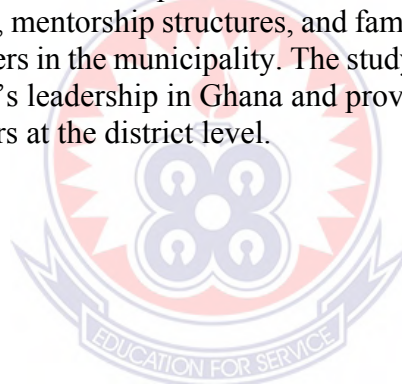 , mentorship structures, and fam
ers in the municipality. The study
's leadership in Ghana and prov
rs at the district level.
EDUCATION FOR SERVICE